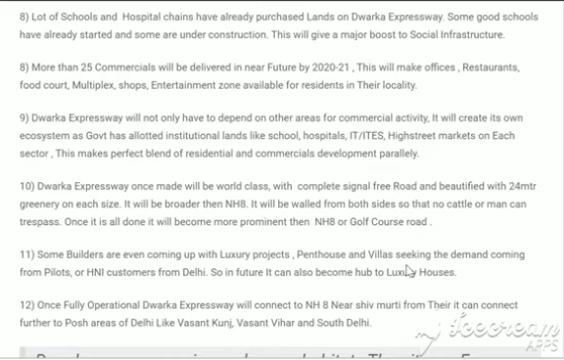 8) Lot of Schools and Hospital chains have already purchased Lands on Dwarka Expressway. Some good schools
have already started and some are under construction. This will give a major boost to Social Infrastructure.
8) More than 25 Commercials will be delivered in near Future by 2020-21 , This will make offices , Restaurants,
food court, Multiplex, shops, Entertainment zone available for residents in Their locality.
9) Dwarka Expressway will not only have to depend on other areas for commercial activity, It will create its own
ecosystem as Govt has allotted institutional lands like school, hospitals, IT/ITES, Highstreet markets on Each
sector , This makes perfect blend of residential and commercials development parallely.
10) Dwarka Expressway once made will be world class, with complete signal free Road and beautified with 24mtr
greenery on each size. It will be broader then NH8. It will be walled from both sides so that no cattle or man can
trespass. Once it is all done it will become more prominent then NH8 or Golf Course road .
11) Some Builders are even coming up with Luxury projects , Penthouse and Villas seeking the demand coming
from Pilots, or HNI customers from Delhi. So in future It can also become hub to Luxury Houses.
12) Once Fully Operational Dwarka Expressway will connect to NH 8 Near shiv murti from Their it can connect
further to Posh areas of Delhi Like Vasant Kunj, Vasant Vihar and South Delhi.
my Icecream
APPS